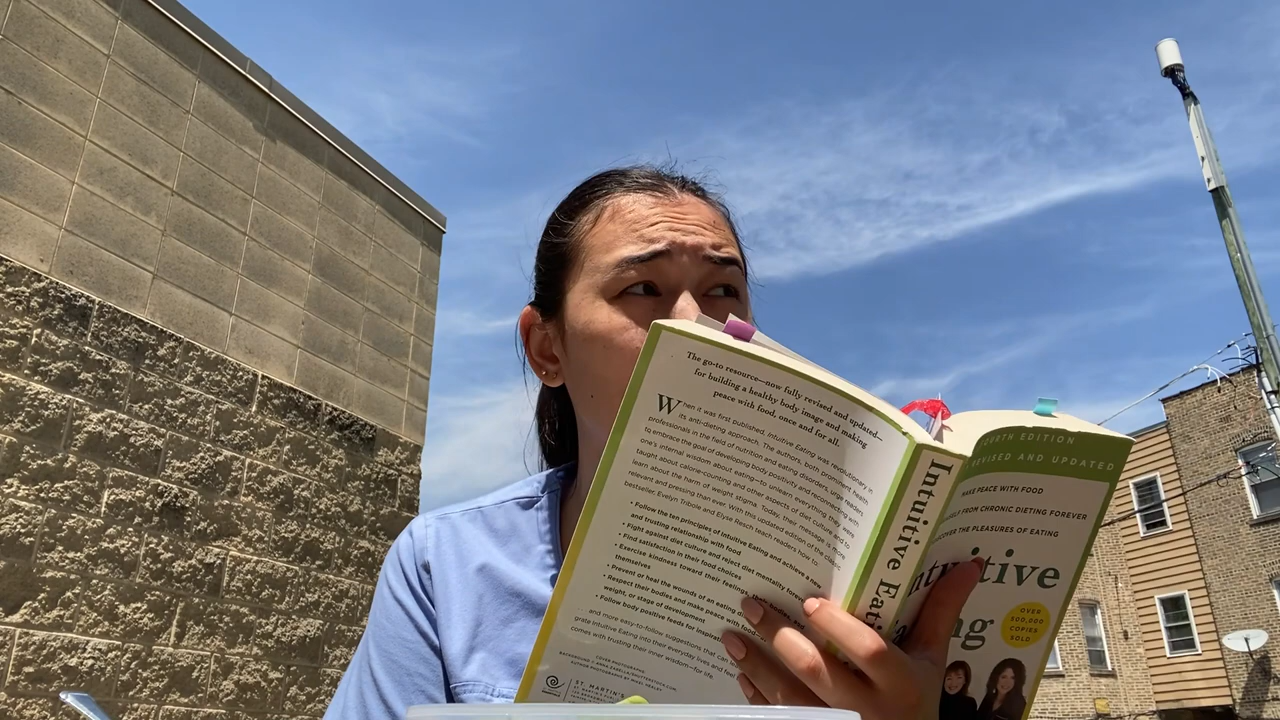 The go-to resource—now fully revised and updated—
for building a healthy body image and making
peace with food, once and for all.
When it was first published, Intuitive Eating was revolutionary in
its anti-dieting approach. The authors, both prominent health
professionals in the field of nutrition and eating disorders, urge readers
to embrace the goal of developing body positivity and reconnecting with
one's internal wisdom about eating—to unlearn everything they were
taught about calorie-counting and other aspects of diet culture and to
learn about the harm of weight stigma. Today, their message is more
relevant and pressing than ever. With this updated edition of the classic
bestseller, Evelyn Tribole and Elyse Resch teach readers how to
• Follow the ten principles of Intuitive Eating and achieve a new
and trusting relationship with food
• Fight against diet culture and reject diet mentality
• Find satisfaction in their food choices
• Exercise kindness toward their feelings, their bodies,
themselves
• Prevent or heal the wounds of an eating
• Respect their bodies and make peace with food
weight, or stage of development
• Follow body positive feeds for
. . . and more easy-to-follow suggestions that can
grate Intuitive Eating into their everyday lives and
comes with trusting their inner wisdom—for life.
COVER PHOTOGRAPHS:
ST. MARTIN'S
Intuitive Eat
FOURTH EDITION
REVISED AND UPDATED
MAKE PEACE WITH FOOD
FROM CHRONIC DIETING FOREVER
THE PLEASURES OF EATING
Intuitive
ng
OVER
500,000
COPIES
SOLD